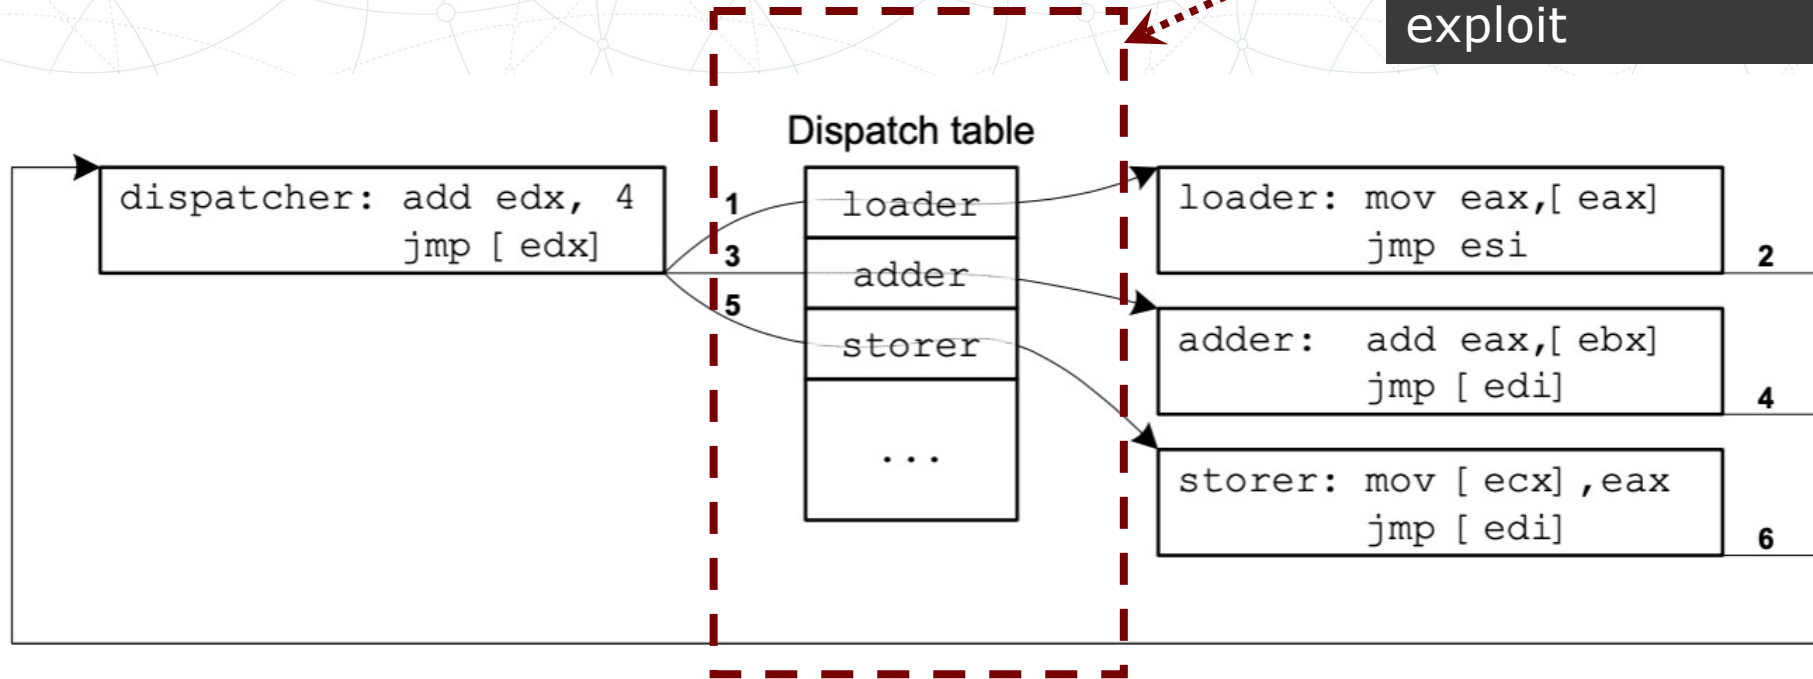 exploit
Dispatch table
dispatcher: add edx, 4
jmp [edx]
1
3
5
loader
adder
storer
...
loader: mov eax,[eax]
jmp esi
2
adder: add eax,[ebx]
jmp [edi]
4
storer: mov [ecx],eax
jmp [edi]
6